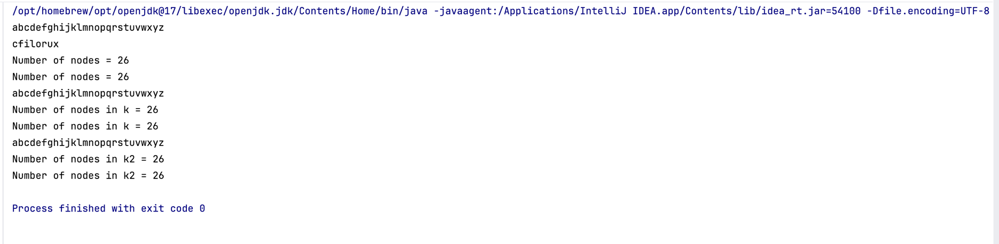 /opt/homebrew/opt/openjdk@17/libexec/openjdk.jdk/Contents/Home/bin/java -javaagent:/Applications/IntelliJ IDEA.app/Contents/lib/idea_rt.jar=54100 -Dfile.encoding=UTF-8
abcdefghijklmnopqrstuvwxyz
cfilorux
Number of nodes = 26
Number of nodes = 26
abcdefghijklmnopqrstuvwxyz
Number of nodes in k = 26
Number of nodes in k = 26
abcdefghijklmnopqrstuvwxyz
Number of nodes in k2 = 26
Number of nodes in k2 = 26
Process finished with exit code 0